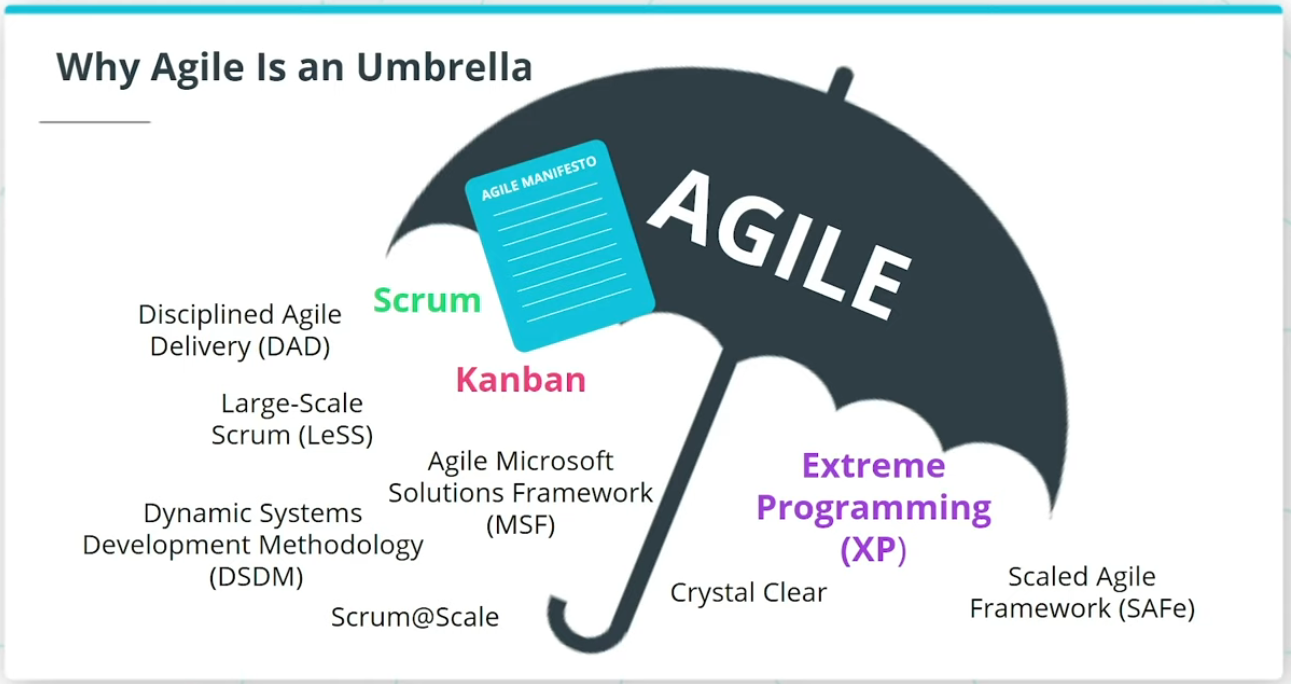 Why Agile Is an Umbrella
AGILE MANIFESTO
AGILE
Scrum
Disciplined Agile
Delivery (DAD)
Kanban
Large-Scale
Scrum (LeSS)
Agile Microsoft
Solutions Framework
(MSF)
Extreme
Programming
(XP)
Dynamic Systems
Development Methodology
(DSDM)
Scrum@Scale
Crystal Clear
Scaled Agile
Framework (SAFe)